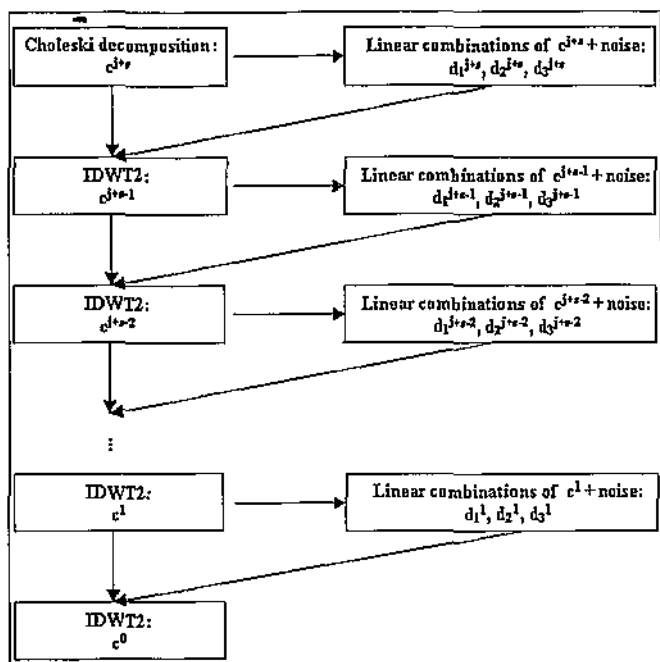 Choleski decomposition:
c^j+s
Linear combinations of c^j+s + noise:
d₁^j+s, d₂^j+s, d₃^j+s
IDWT2:
c^j+s-1
Linear combinations of c^j+s-1 + noise:
d₁^j+s-1, d₂^j+s-1, d₃^j+s-1
IDWT2:
c^j+s-2
Linear combinations of c^j+s-2 + noise:
d₁^j+s-2, d₂^j+s-2, d₃^j+s-2
⋮
IDWT2:
c^1
Linear combinations of c^1 + noise:
d₁^1, d₂^1, d₃^1
IDWT2:
c^0